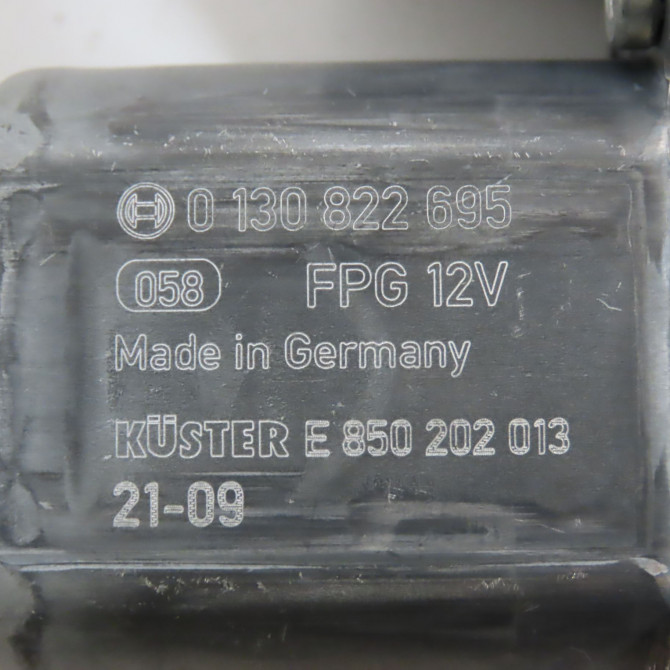 0 130 822 695
058 FPG 12V
Made in Germany
KÜSTER E 850 202 013
21-09